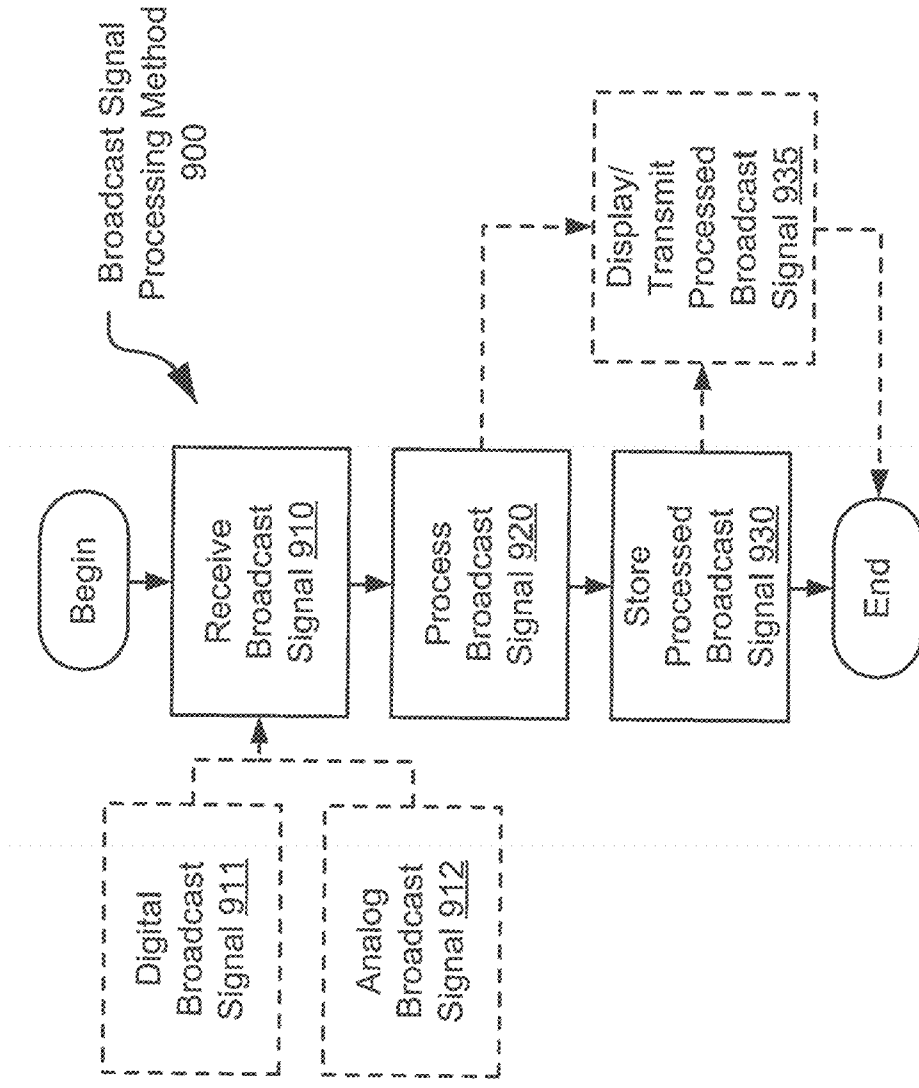 Broadcast Signal
Processing Method
900
Begin
Digital
Broadcast
Signal 911
Analog
Broadcast
Signal 912
Receive
Broadcast
Signal 910
Process
Broadcast
Signal 920
Store
Processed
Broadcast
Signal 930
Display/
Transmit
Processed
Broadcast
Signal 935
End